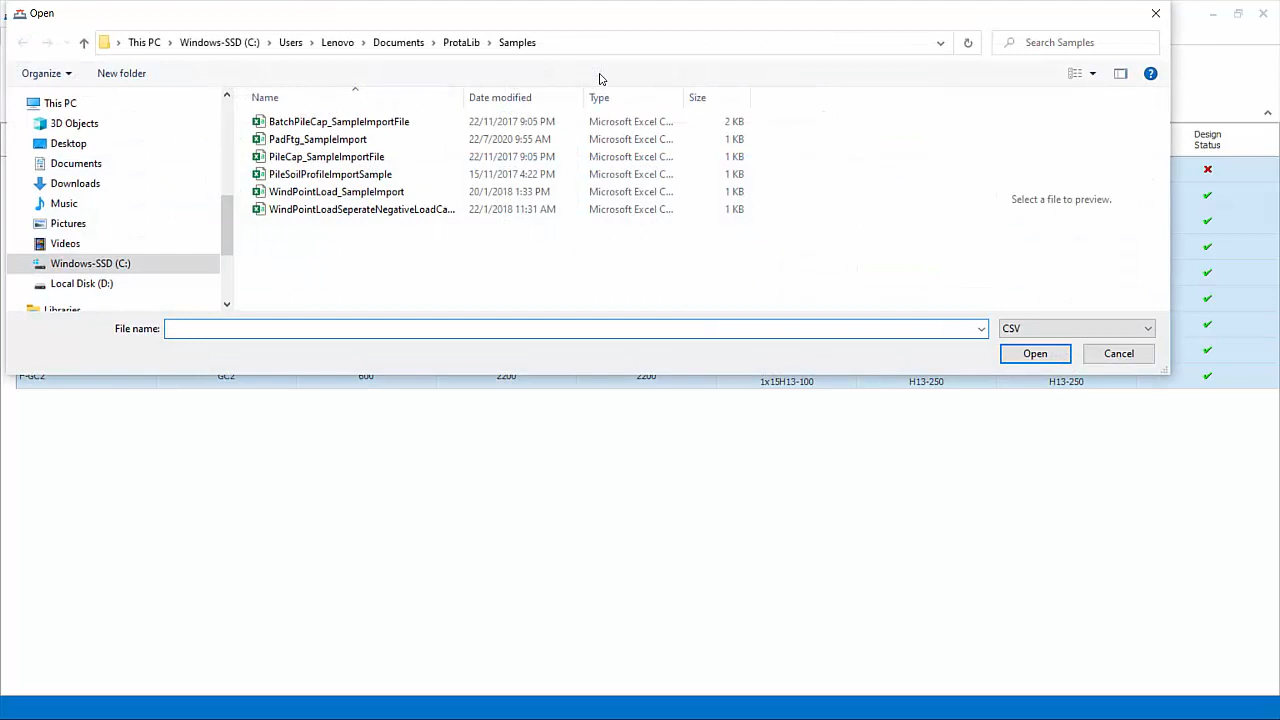 Open
This PC > Windows-SSD (C:) > Users > Lenovo > Documents > ProtaLib > Samples
Search Samples
Organize New folder
This PC
3D Objects
Desktop
Documents
Downloads
Music
Pictures
Videos
Windows-SSD (C:)
Local Disk (D:)
Libraries
Name Date modified Type Size
BatchPileCap_SampleImportFile 22/11/2017 9:05 PM Microsoft Excel C... 2 KB
PadFtg_SampleImport 22/7/2020 9:55 AM Microsoft Excel C... 1 KB
PileCap_SampleImportFile 22/11/2017 9:05 PM Microsoft Excel C... 1 KB
PileSoilProfileImportSample 15/11/2017 4:22 PM Microsoft Excel C... 1 KB
WindPointLoad_SampleImport 20/1/2018 1:33 PM Microsoft Excel C... 1 KB
WindPointLoadSeperateNegativeLoadCa... 22/1/2018 11:31 AM Microsoft Excel C... 1 KB
Select a file to preview.
File name:
CSV
Open Cancel
Design
Status
F-GC2 GC2 600 2200 2200
1x15H13-100 H13-250 H13-250